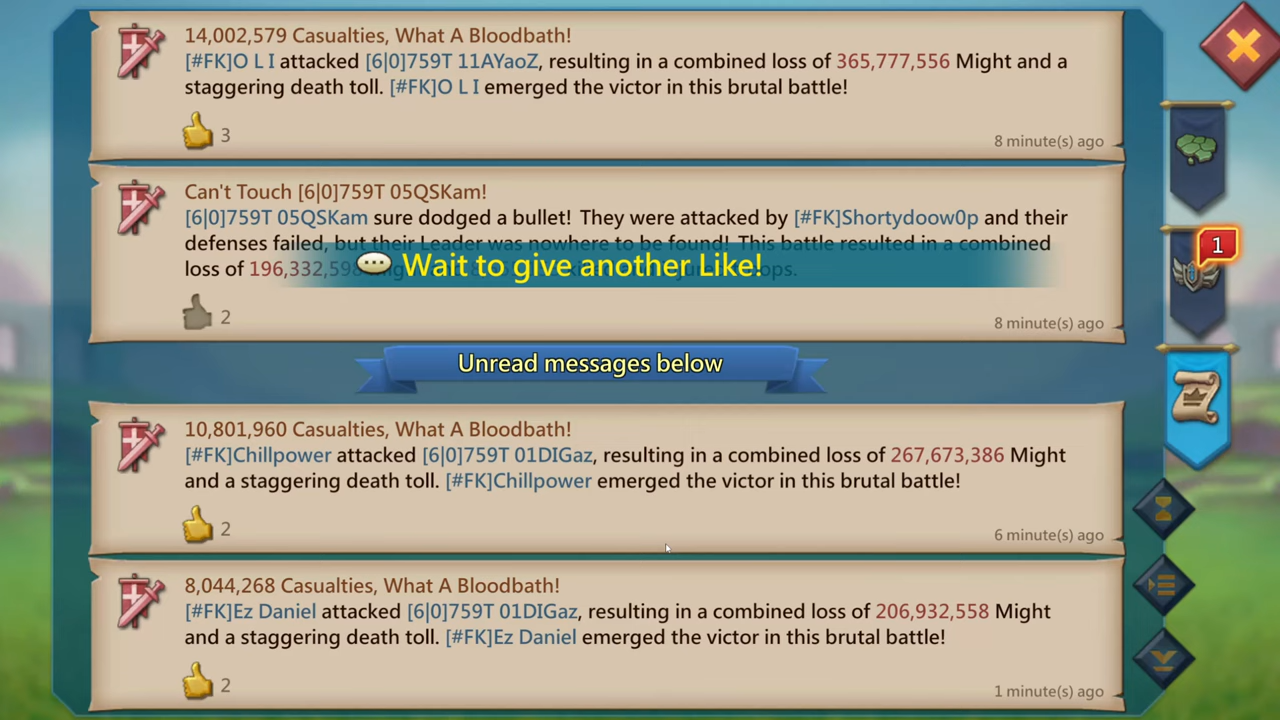 14,002,579 Casualties, What A Bloodbath!
[#FK]O L I attacked [6|0]759T 11AYaoZ, resulting in a combined loss of 365,777,556 Might and a
staggering death toll. [#FK]O L I emerged the victor in this brutal battle!
3
8 minute(s) ago
Can't Touch [6|0]759T 05QSKam!
[6|0]759T 05QSKam sure dodged a bullet! They were attacked by [#FK]Shortydoow0p and their
defenses failed, but their Leader was nowhere to be found! This battle resulted in a combined
loss of 196,332,598
Wait to give another Like!
2
8 minute(s) ago
Unread messages below
10,801,960 Casualties, What A Bloodbath!
[#FK]Chillpower attacked [6|0]759T 01DIGaz, resulting in a combined loss of 267,673,386 Might
and a staggering death toll. [#FK]Chillpower emerged the victor in this brutal battle!
2
6 minute(s) ago
8,044,268 Casualties, What A Bloodbath!
[#FK]Ez Daniel attacked [6|0]759T 01DIGaz, resulting in a combined loss of 206,932,558 Might
and a staggering death toll. [#FK]Ez Daniel emerged the victor in this brutal battle!
2
1 minute(s) ago
1